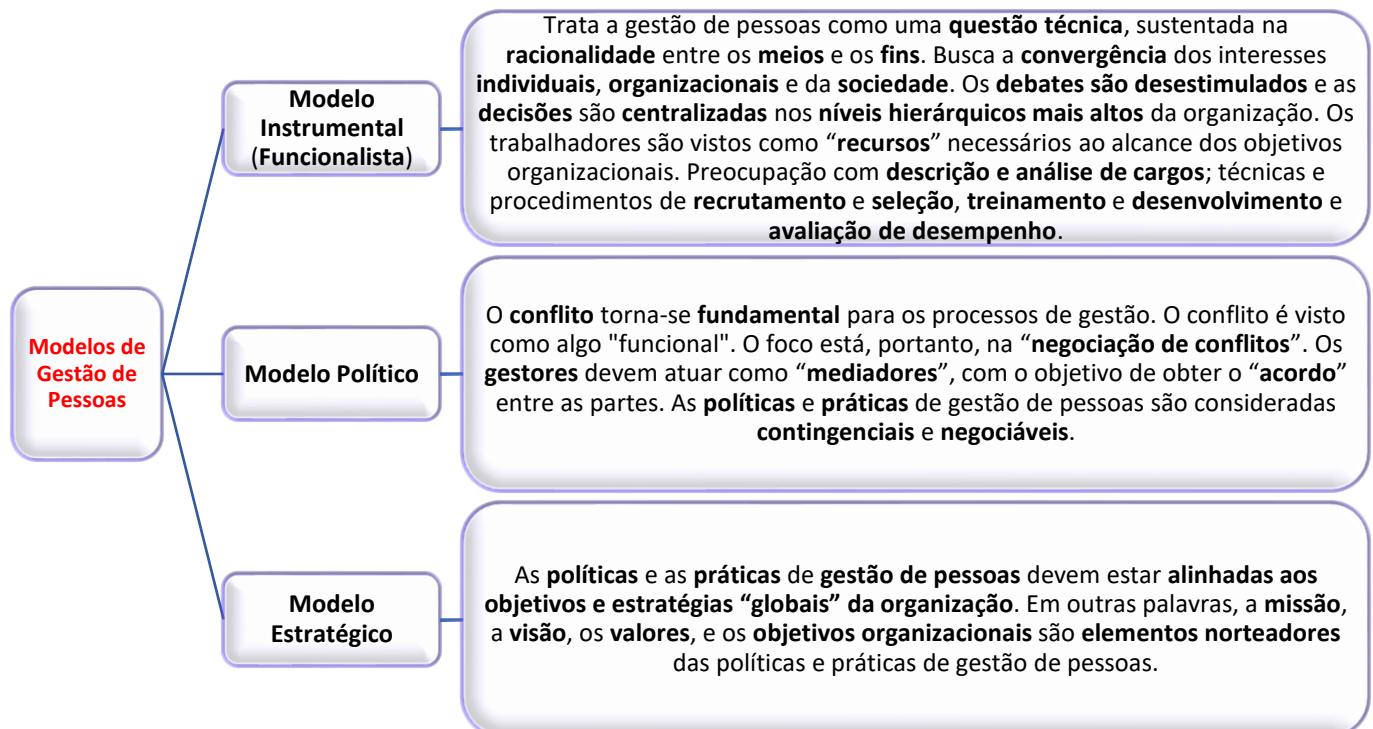 Modelos de
Gestão de
Pessoas
Modelo
Instrumental
(Funcionalista)
Trata a gestão de pessoas como uma questão técnica, sustentada na
racionalidade entre os meios e os fins. Busca a convergência dos interesses
individuais, organizacionais e da sociedade. Os debates são desestimulados e as
decisões são centralizadas nos níveis hierárquicos mais altos da organização. Os
trabalhadores são vistos como “recursos” necessários ao alcance dos objetivos
organizacionais. Preocupação com descrição e análise de cargos; técnicas e
procedimentos de recrutamento e seleção, treinamento e desenvolvimento e
avaliação de desempenho.
Modelo Político
O conflito torna-se fundamental para os processos de gestão. O conflito é visto
como algo "funcional". O foco está, portanto, na “negociação de conflitos”. Os
gestores devem atuar como “mediadores”, com o objetivo de obter o “acordo”
entre as partes. As políticas e práticas de gestão de pessoas são consideradas
contingenciais e negociáveis.
Modelo
Estratégico
As políticas e as práticas de gestão de pessoas devem estar alinhadas aos
objetivos e estratégias “globais” da organização. Em outras palavras, a missão,
a visão, os valores, e os objetivos organizacionais são elementos norteadores
das políticas e práticas de gestão de pessoas.